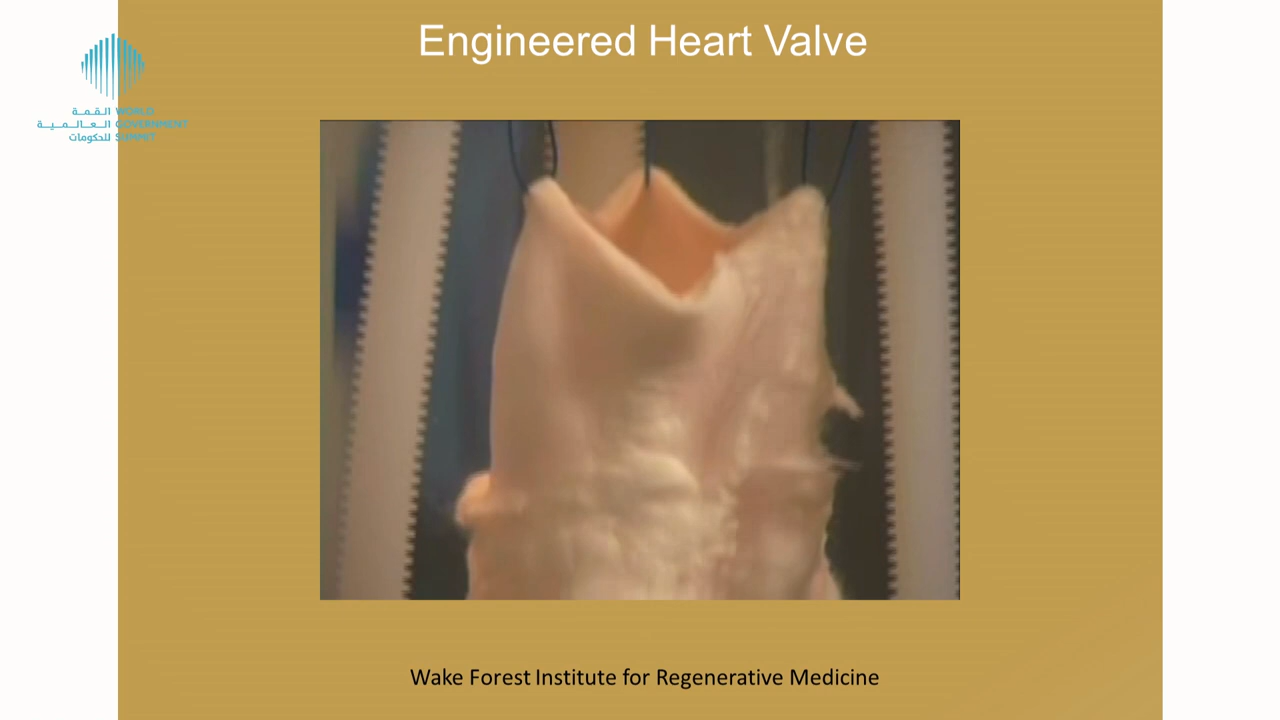 Engineered Heart Valve
القمة WORLD
العالمية GOVERNMENT
للحكومات SUMMIT
Wake Forest Institute for Regenerative Medicine